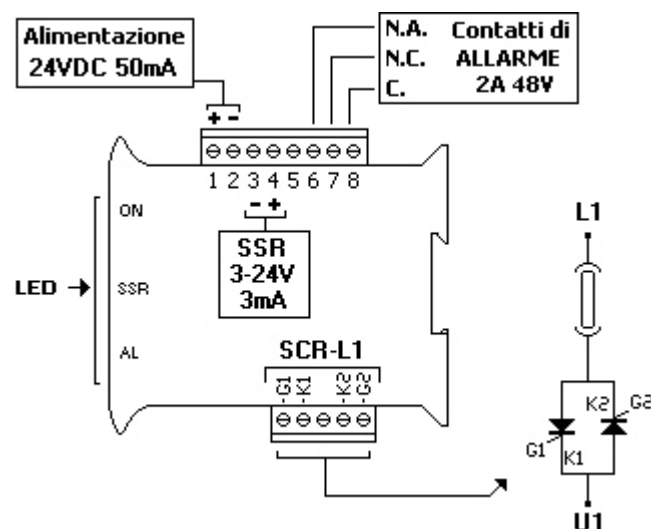 Alimentazione
24VDC 50mA
N.A. Contatti di
N.C. ALLARME
C. 2A 48V
+ -
1 2 3 4 5 6 7 8
- +
SSR
3-24V
3mA
ON
LED
SSR
AL
SCR-L1
-G1
-K1
-K2
-G2
L1
K2
G2
G1
K1
U1